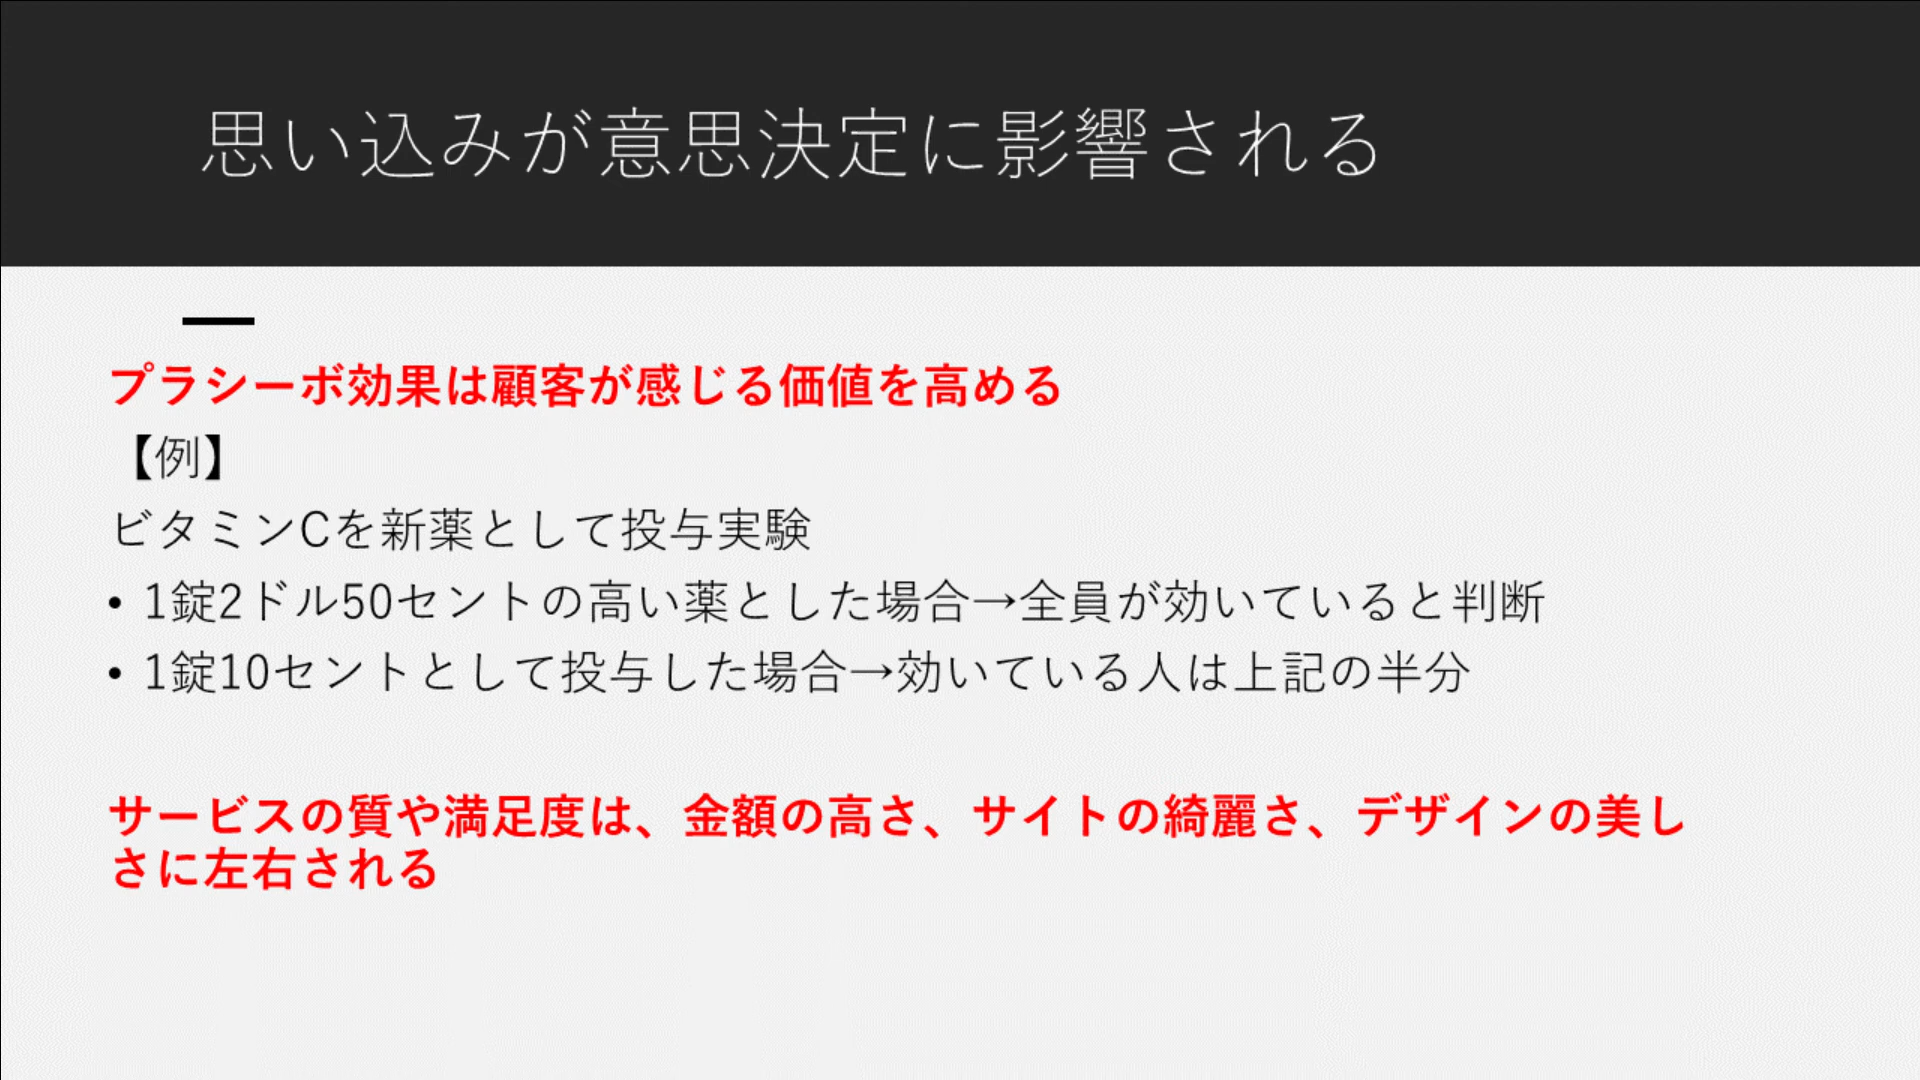 思い込みが意思決定に影響される
プラシーボ効果は顧客が感じる価値を高める
【例】
ビタミンCを新薬として投与実験
• 1錠2ドル50セントの高い薬とした場合→全員が効いていると判断
• 1錠10セントとして投与した場合→効いている人は上記の半分
サービスの質や満足度は、金額の高さ、サイトの綺麗さ、デザインの美し
さに左右される